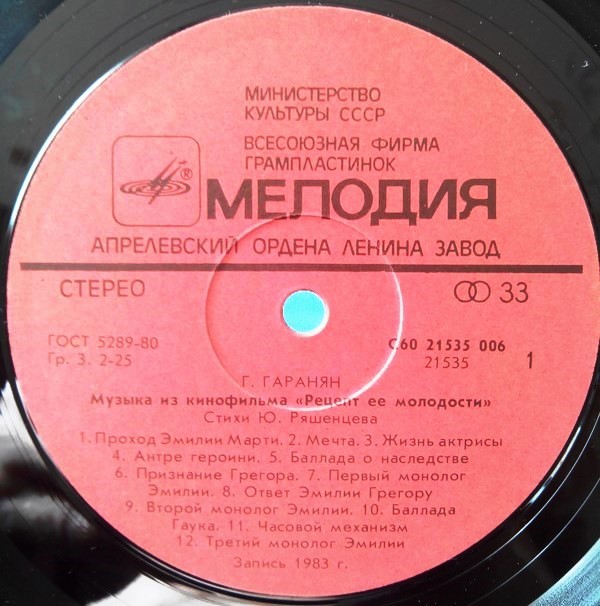 МИНИСТЕРСТВО
КУЛЬТУРЫ СССР
ВСЕСОЮЗНАЯ ФИРМА
ГРАМПЛАСТИНОК
®
МЕЛОДИЯ
АПРЕЛЕВСКИЙ ОРДЕНА ЛЕНИНА ЗАВОД
СТЕРЕО 33
ГОСТ 5289-80 С60 21535 006
Гр. 3. 2-25 21535 1
Г. ГАРАНЯН
Музыка из кинофильма «Рецепт ее молодости»
Стихи Ю. Ряшенцева
1. Проход Эмилии Марти. 2. Мечта. 3. Жизнь актрисы
4. Антре героини. 5. Баллада о наследстве
6. Признание Грегора. 7. Первый монолог
Эмилии. 8. Ответ Эмилии Грегору
9. Второй монолог Эмилии. 10. Баллада
Гаука. 11. Часовой механизм
12. Третий монолог Эмилии
Запись 1983 г.